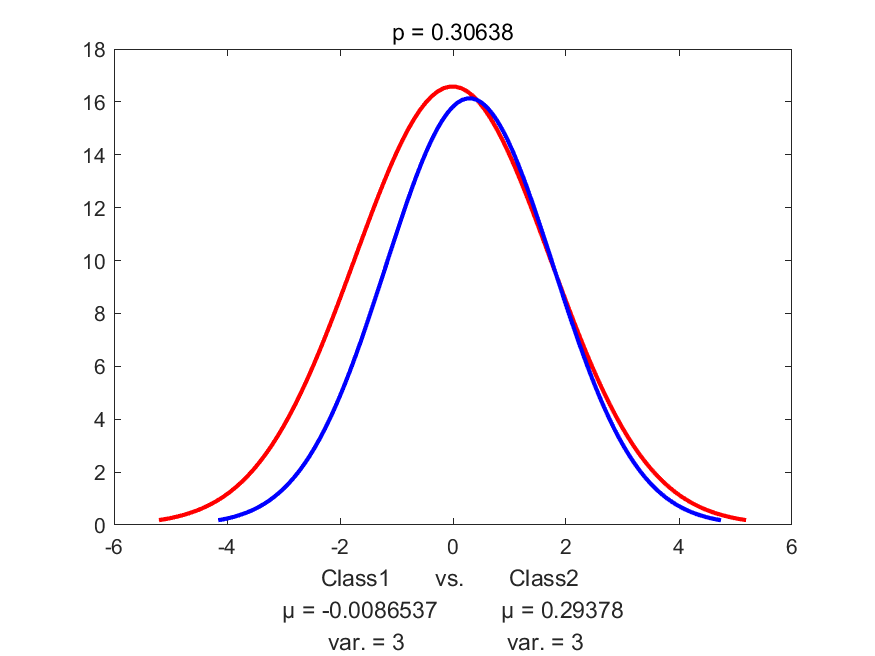 p = 0.30638
18
16
14
12
10
8
6
4
2
0
-6 -4 -2 0 2 4 6
Class1 vs. Class2
μ = -0.0086537 μ = 0.29378
var. = 3 var. = 3